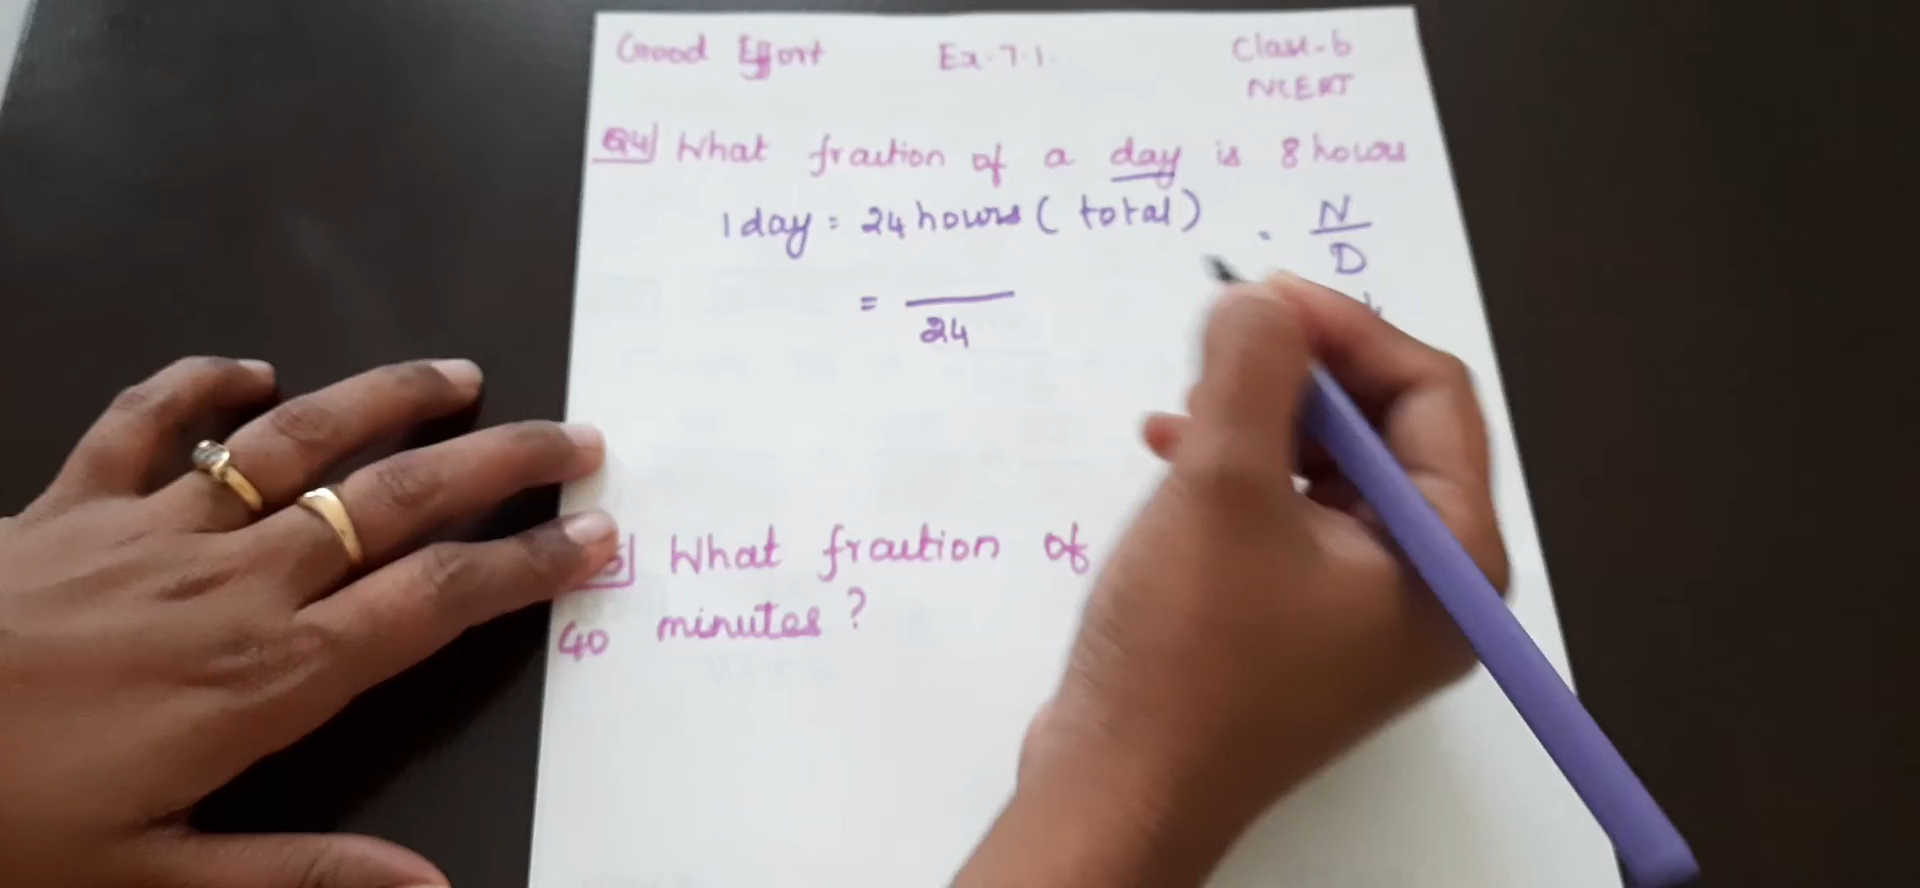 Good Effort Ex. 7.1. Class-6
NCERT
Q4] What fraction of a day is 8 hours
1 day = 24 hours ( total ) = N
D
=
24
5] What fraction of
40 minutes ?